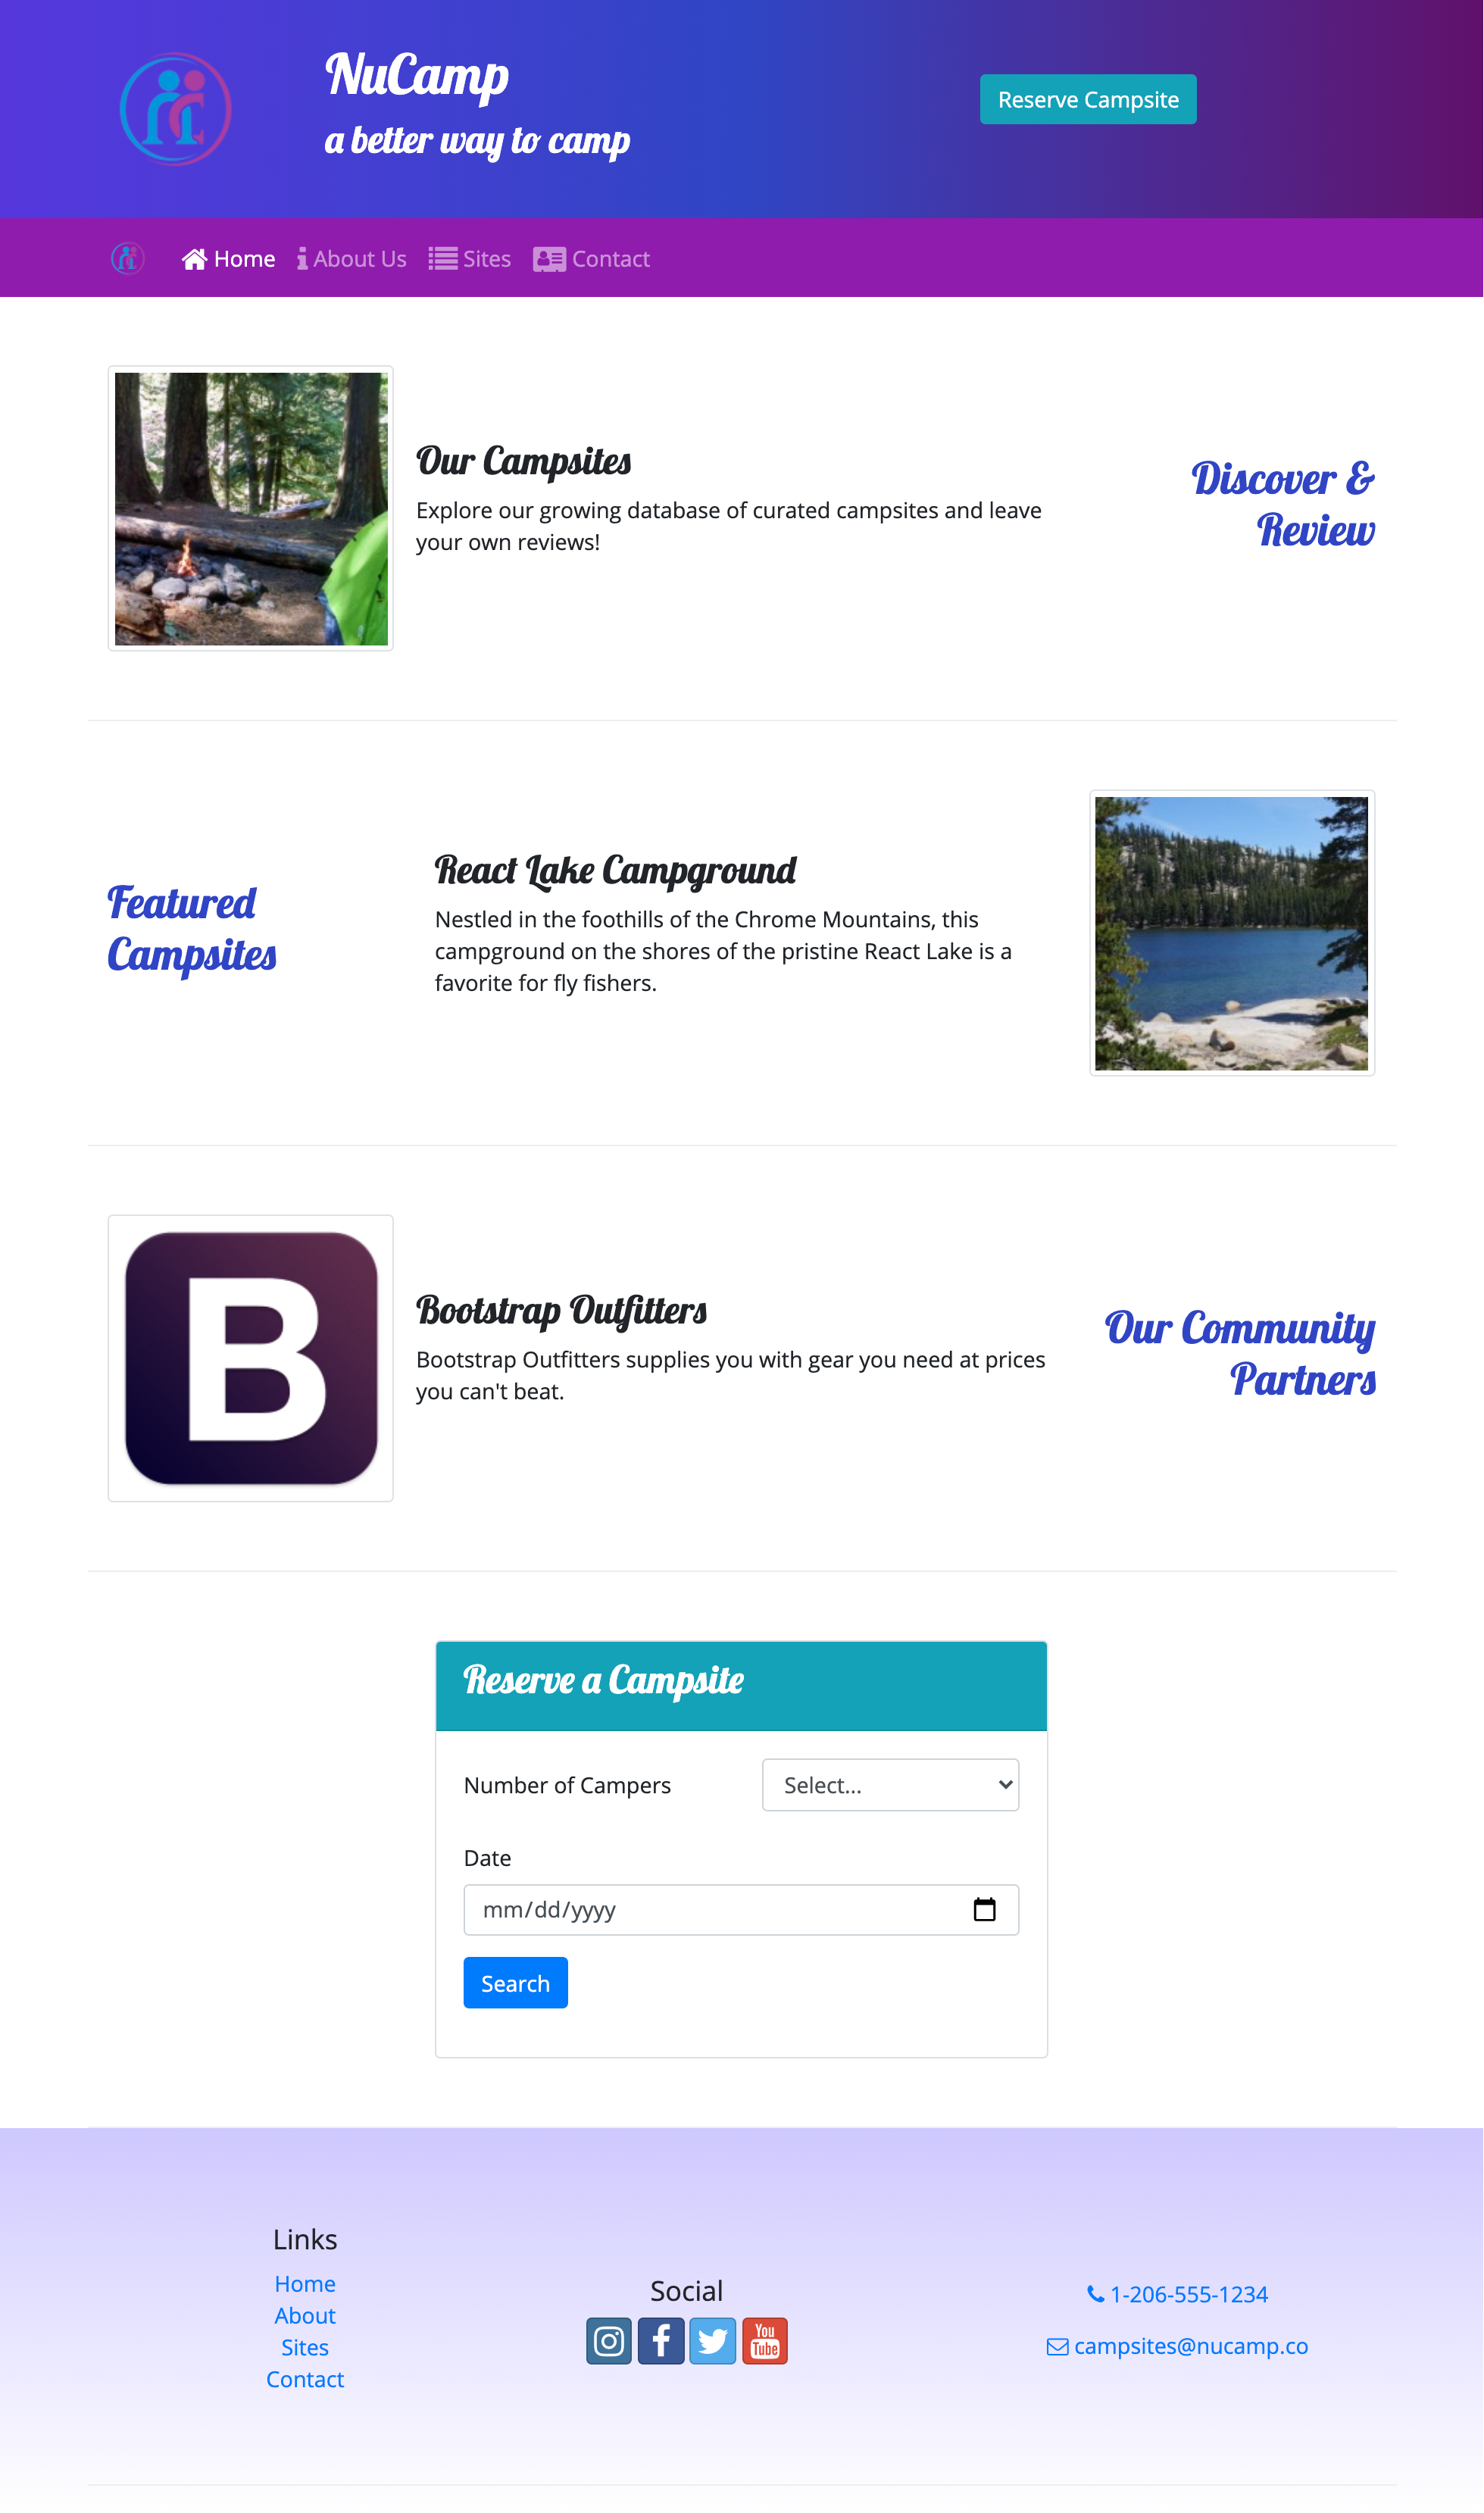 NuCamp
a better way to camp
Reserve Campsite
Home
About Us
Sites
Contact
Our Campsites
Explore our growing database of curated campsites and leave
your own reviews!
Discover &
Review
Featured
Campsites
React Lake Campground
Nestled in the foothills of the Chrome Mountains, this
campground on the shores of the pristine React Lake is a
favorite for fly fishers.
B
Bootstrap Outfitters
Bootstrap Outfitters supplies you with gear you need at prices
you can't beat.
Our Community
Partners
Reserve a Campsite
Number of Campers
Select...
Date
mm/dd/yyyy
Search
Links
Home
About
Sites
Contact
Social
You
Tube
1-206-555-1234
campsites@nucamp.co